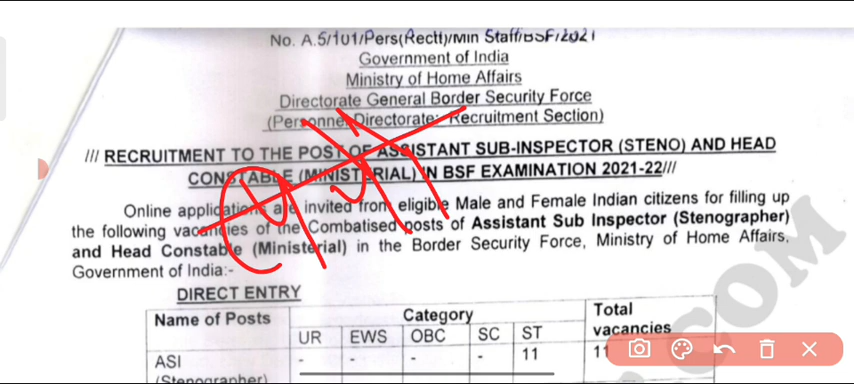 No. A.5/101/Pers(Rectt)/Min Staff/BSF/2021
Government of India
Ministry of Home Affairs
Directorate General Border Security Force
(Personnel Directorate: Recruitment Section)
/// RECRUITMENT TO THE POST OF ASSISTANT SUB-INSPECTOR (STENO) AND HEAD
CONSTABLE (MINISTERIAL) IN BSF EXAMINATION 2021-22///
Online applications are invited from eligible Male and Female Indian citizens for filling up
the following vacancies of the Combatised posts of Assistant Sub Inspector (Stenographer)
and Head Constable (Ministerial) in the Border Security Force, Ministry of Home Affairs,
Government of India:-
DIRECT ENTRY
Name of Posts Category Total vacancies
UR EWS OBC SC ST
ASI (Stenographer) - - - - 11 11
.COM